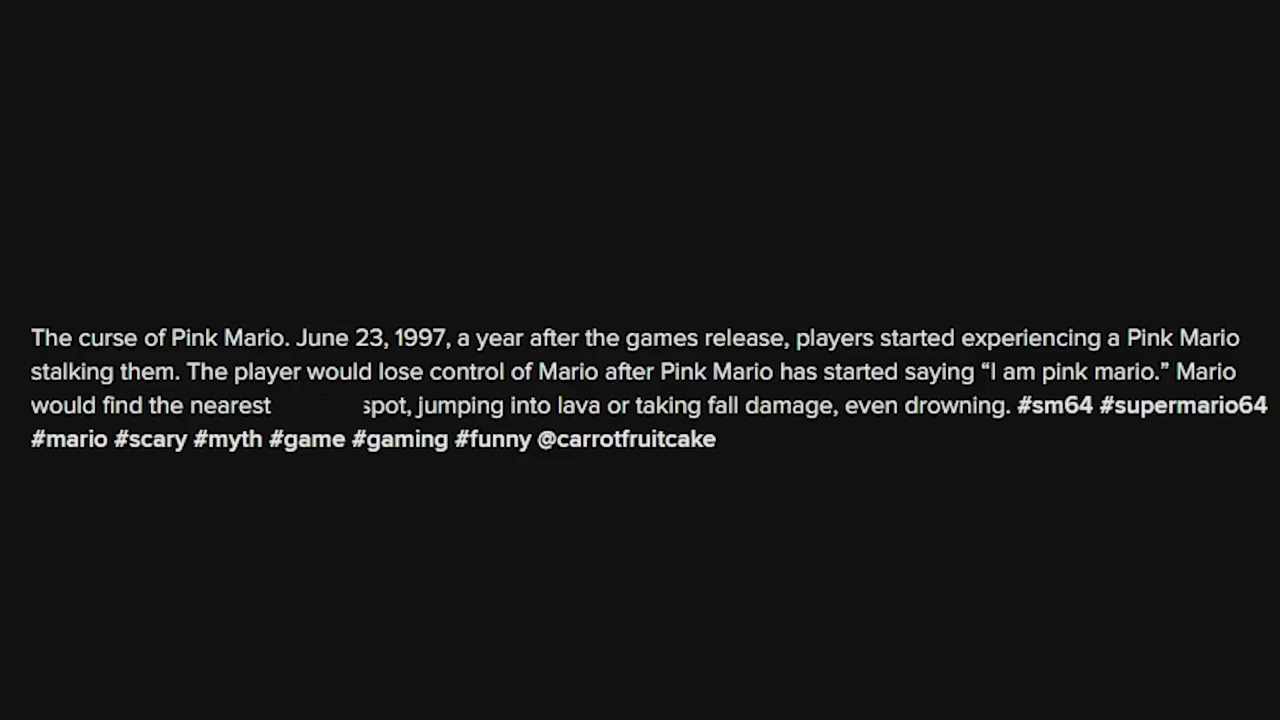 The curse of Pink Mario. June 23, 1997, a year after the games release, players started experiencing a Pink Mario
stalking them. The player would lose control of Mario after Pink Mario has started saying “I am pink mario.” Mario
would find the nearest spot, jumping into lava or taking fall damage, even drowning. #sm64 #supermario64
#mario #scary #myth #game #gaming #funny @carrotfruitcake